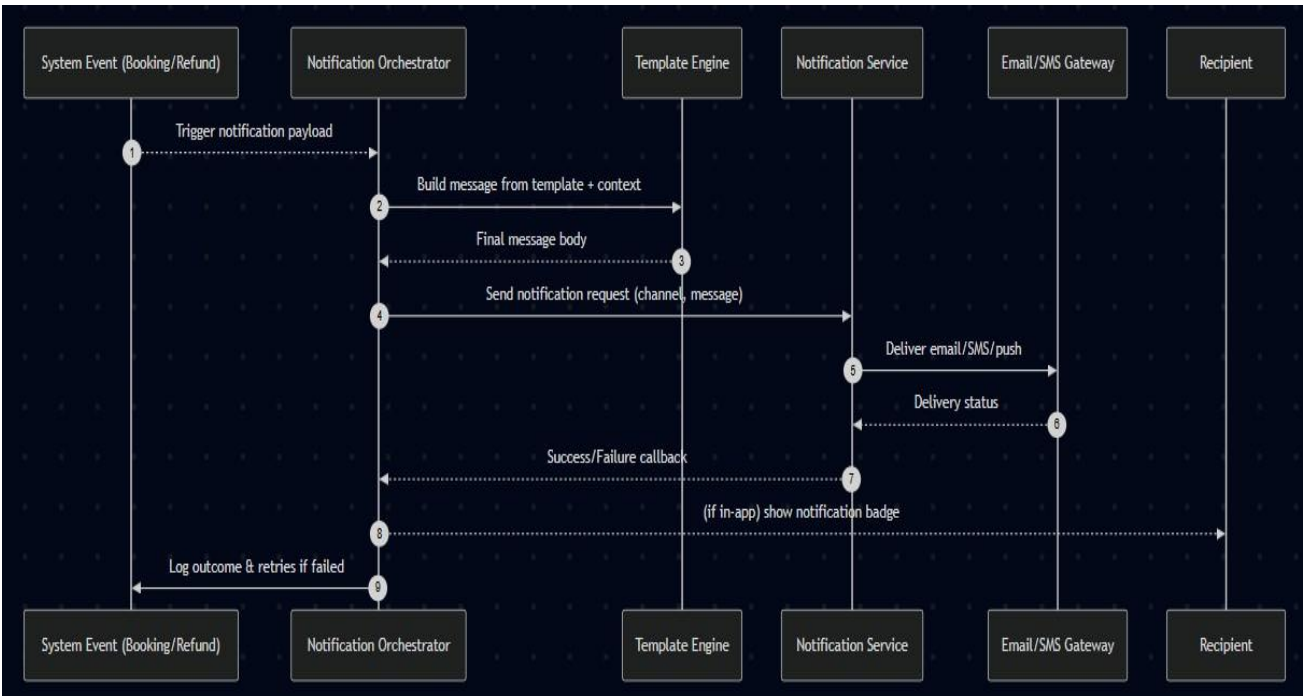 System Event (Booking/Refund)
Notification Orchestrator
Template Engine
Notification Service
Email/SMS Gateway
Recipient
Trigger notification payload
1
Build message from template + context
2
Final message body
3
Send notification request (channel, message)
4
Deliver email/SMS/push
5
Delivery status
6
Success/Failure callback
7
(if in-app) show notification badge
8
Log outcome & retries if failed
9
System Event (Booking/Refund)
Notification Orchestrator
Template Engine
Notification Service
Email/SMS Gateway
Recipient